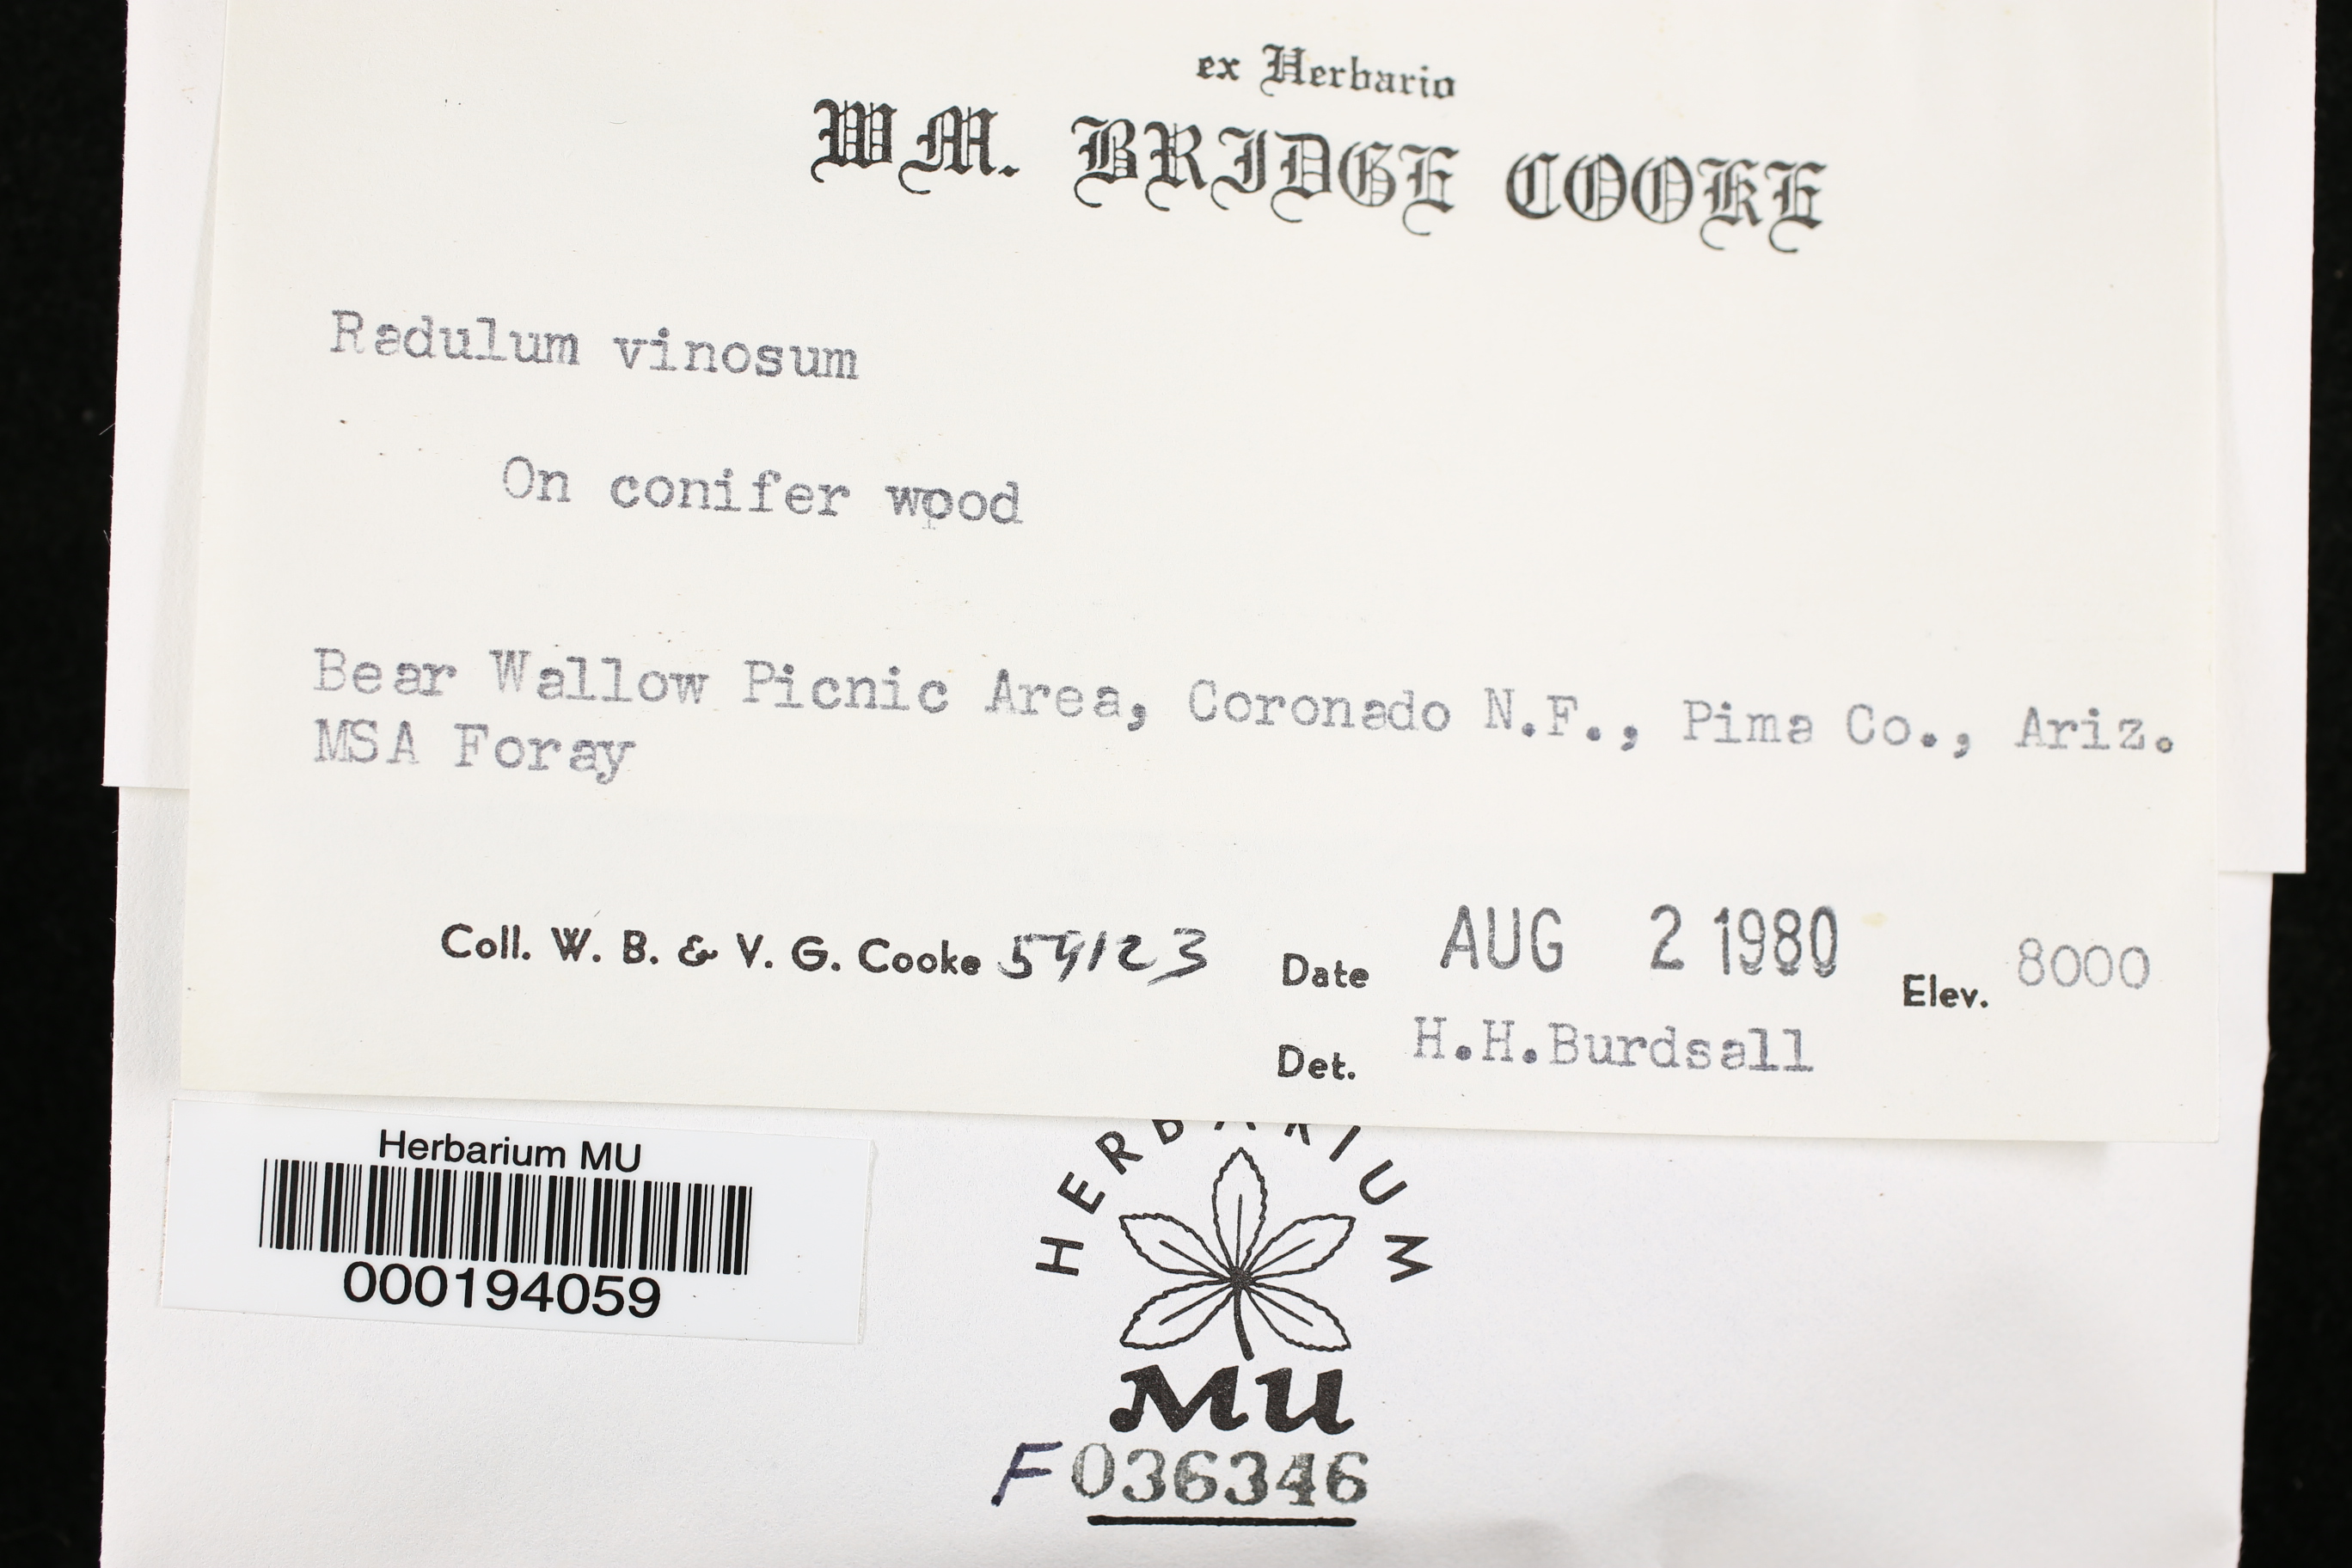 ex Herbario
WM. BRIDGE COOKE
Radulum vinosum
On conifer wood
Bear Wallow Picnic Area, Coronado N.F., Pima Co., Ariz.
MSA Foray
Coll. W. B. & V. G. Cooke 59123 Date AUG 2 1980 Elev. 8000
Det. H.H.Burdsall
Herbarium MU
000194059
HERBARIUM
MU
F036346